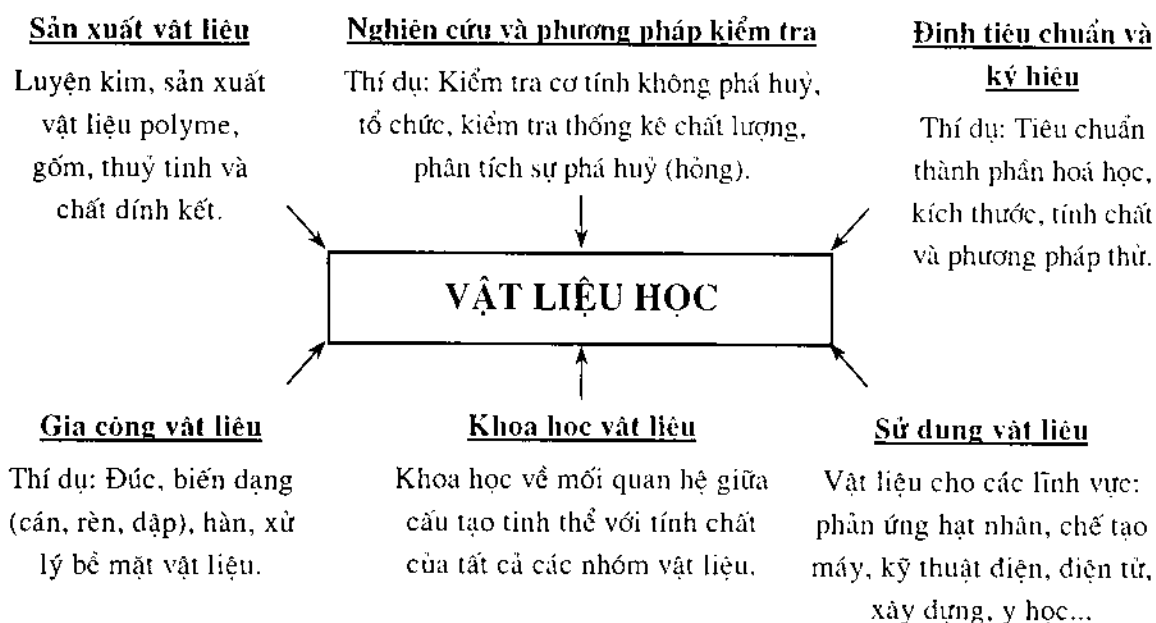 Sản xuất vật liệu
Luyện kim, sản xuất
vật liệu polyme,
gốm, thuỷ tinh và
chất dính kết.
Nghiên cứu và phương pháp kiểm tra
Thí dụ: Kiểm tra cơ tính không phá huỷ,
tổ chức, kiểm tra thống kê chất lượng,
phân tích sự phá huỷ (hỏng).
Định tiêu chuẩn và
ký hiệu
Thí dụ: Tiêu chuẩn
thành phần hoá học,
kích thước, tính chất
và phương pháp thử.
VẬT LIỆU HỌC
Gia công vật liệu
Thí dụ: Đúc, biến dạng
(cán, rèn, dập), hàn, xử
lý bề mặt vật liệu.
Khoa học vật liệu
Khoa học về mối quan hệ giữa
cấu tạo tinh thể với tính chất
của tất cả các nhóm vật liệu.
Sử dụng vật liệu
Vật liệu cho các lĩnh vực:
phản ứng hạt nhân, chế tạo
máy, kỹ thuật điện, điện tử,
xây dựng, y học...